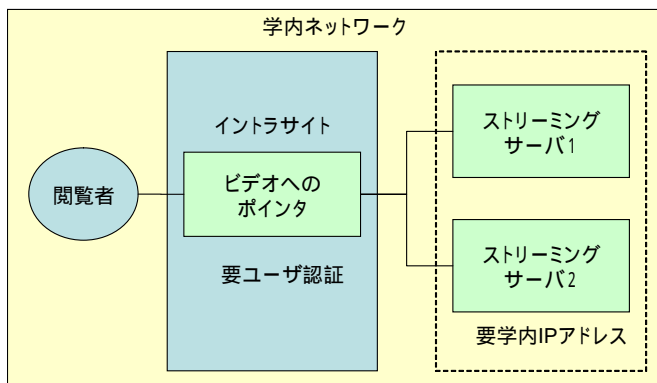 学内ネットワーク
イントラサイト
閲覧者
ビデオへの
ポインタ
要ユーザ認証
ストリーミング
サーバ1
ストリーミング
サーバ2
要学内IPアドレス